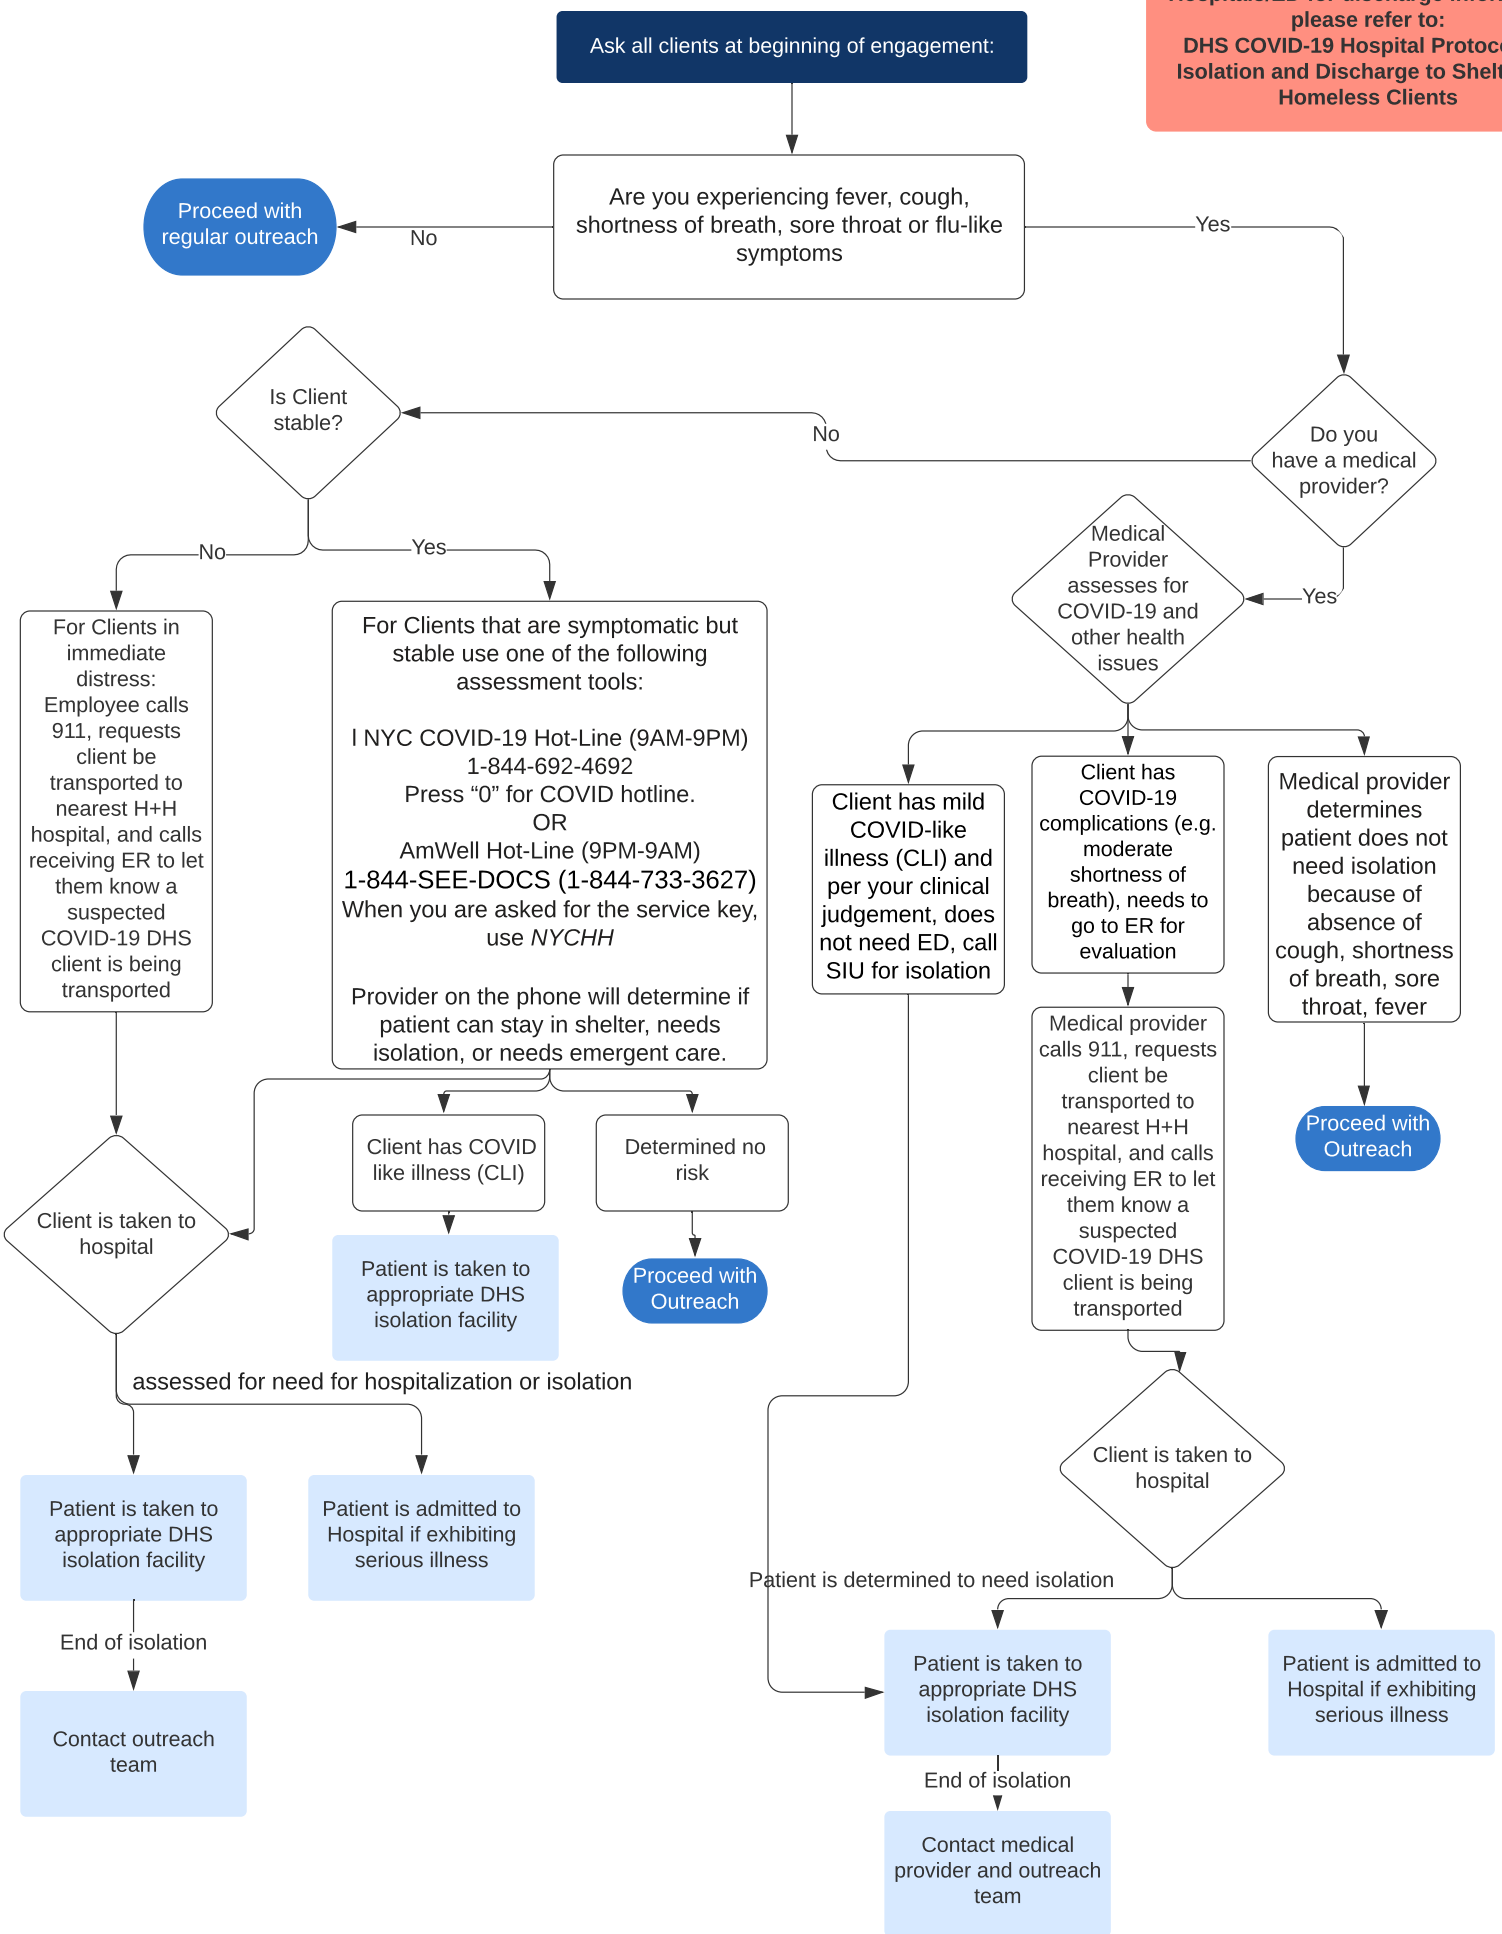 please refer to:
DHS COVID-19 Hospital
Isolation and Discharge to
Homeless Clients
Ask all clients at beginning of engagement:
Are you experiencing fever, cough,
shortness of breath, sore throat or flu-like
symptoms
No
Proceed with
regular outreach
Yes
Do you
have a medical
provider?
No
Is Client
stable?
Yes
Medical
Provider
assesses for
COVID-19 and
other health
issues
No
Yes
For Clients in
immediate
distress:
Employee calls
911, requests
client be
transported to
nearest H+H
hospital, and calls
receiving ER to let
them know a
suspected
COVID-19 DHS
client is being
transported
For Clients that are symptomatic but
stable use one of the following
assessment tools:
l NYC COVID-19 Hot-Line (9AM-9PM)
1-844-692-4692
Press “0” for COVID hotline.
OR
AmWell Hot-Line (9PM-9AM)
1-844-SEE-DOCS (1-844-733-3627)
When you are asked for the service key,
use NYCHH
Provider on the phone will determine if
patient can stay in shelter, needs
isolation, or needs emergent care.
Client has mild
COVID-like
illness (CLI) and
per your clinical
judgement, does
not need ED, call
SIU for isolation
Client has
COVID-19
complications (e.g.
moderate
shortness of
breath), needs to
go to ER for
evaluation
Medical provider
determines
patient does not
need isolation
because of
absence of
cough, shortness
of breath, sore
throat, fever
Medical provider
calls 911, requests
client be
transported to
nearest H+H
hospital, and calls
receiving ER to let
them know a
suspected
COVID-19 DHS
client is being
transported
Proceed with
Outreach
Client is taken to
hospital
Client has COVID
like illness (CLI)
Determined no
risk
Patient is taken to
appropriate DHS
isolation facility
Proceed with
Outreach
assessed for need for hospitalization or isolation
Patient is taken to
appropriate DHS
isolation facility
Patient is admitted to
Hospital if exhibiting
serious illness
End of isolation
Contact outreach
team
Client is taken to
hospital
Patient is determined to need isolation
Patient is taken to
appropriate DHS
isolation facility
Patient is admitted to
Hospital if exhibiting
serious illness
End of isolation
Contact medical
provider and outreach
team